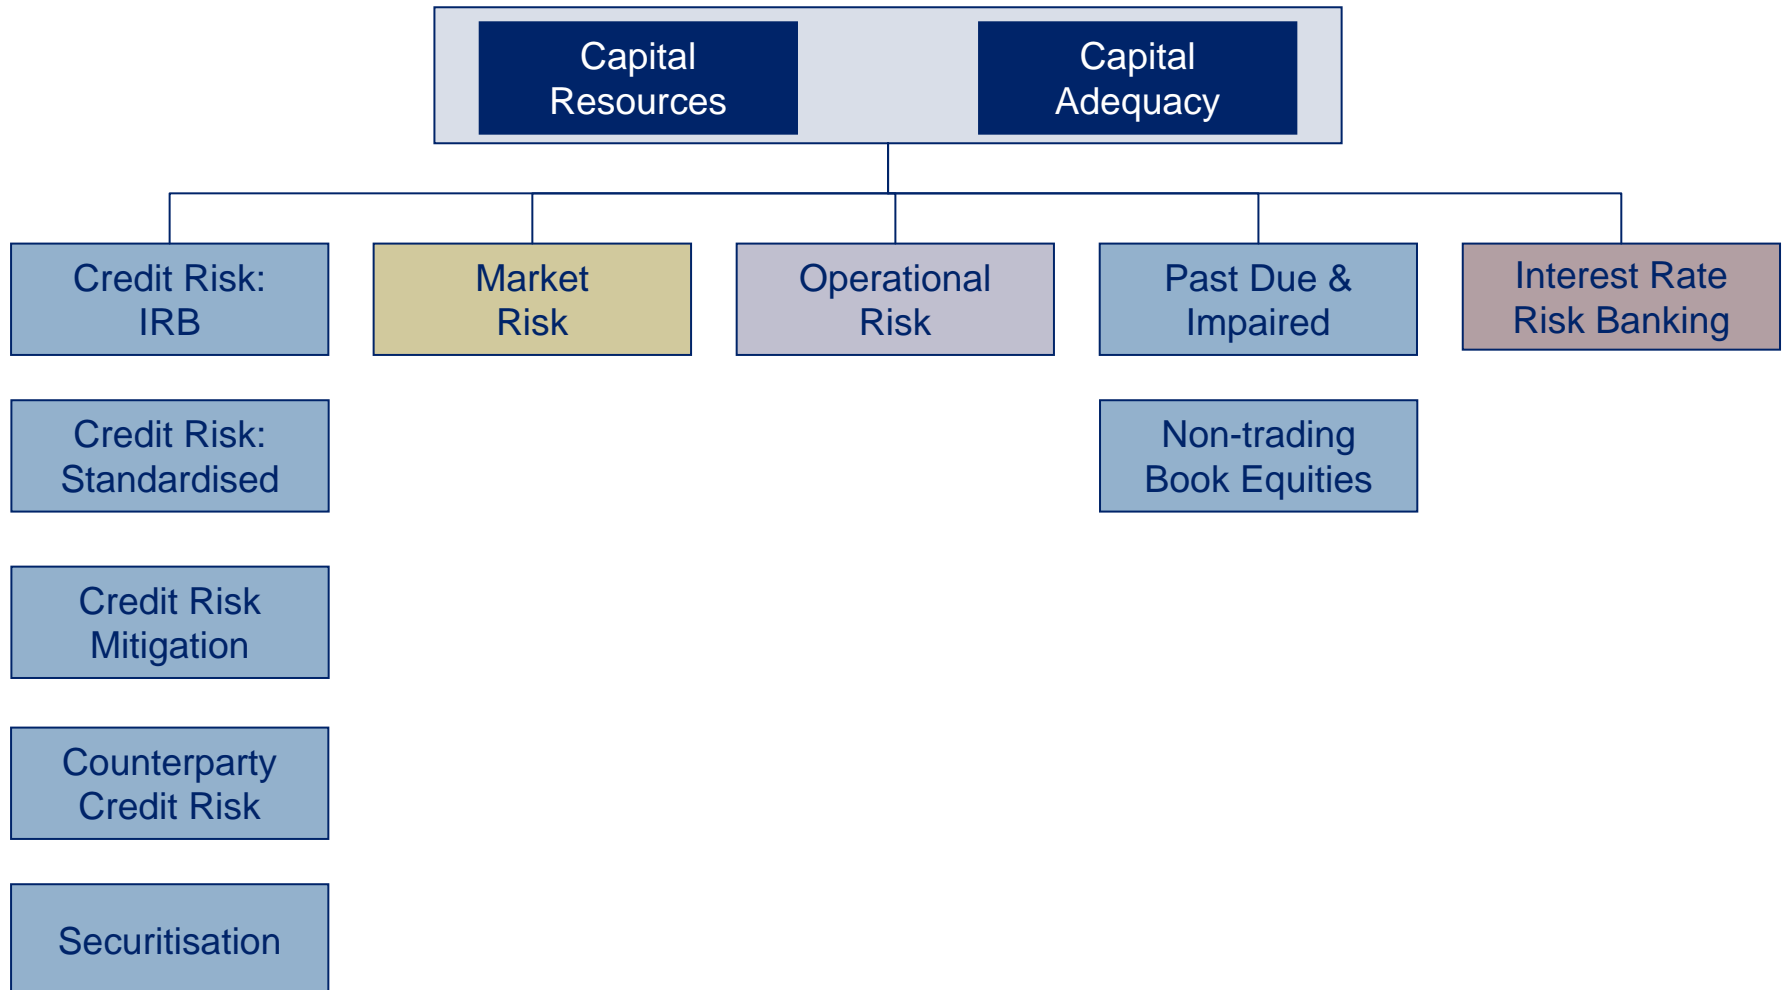 Capital
Resources
Capital
Adequacy
Credit Risk:
IRB
Market
Risk
Operational
Risk
Past Due &
Impaired
Interest Rate
Risk Banking
Credit Risk:
Standardised
Non-trading
Book Equities
Credit Risk
Mitigation
Counterparty
Credit Risk
Securitisation